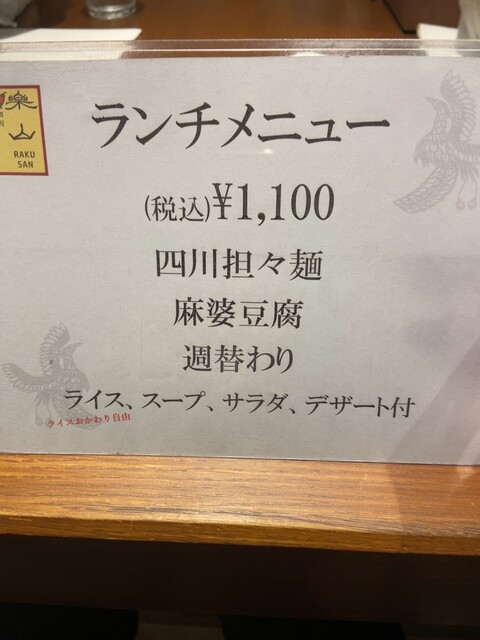 樂
山
四川
RAKU
SAN
ランチメニュー
(税込)¥1,100
四川担々麺
麻婆豆腐
週替わり
ライス、スープ、サラダ、デザート付
ライスおかわり自由